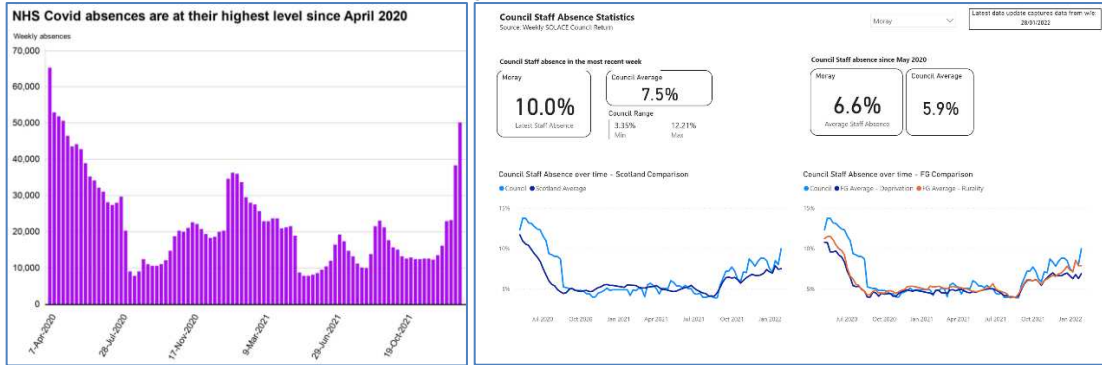 NHS Covid absences are at their highest level since April 2020
Weekly absences
70,000
60,000
50,000
40,000
30,000
20,000
10,000
0
7-Apr-2020
28-Jul-2020
17-Nov-2020
9-Mar-2021
29-Jun-2021
19-Oct-2021
Council Staff Absence Statistics
Source: Weekly SOLACE Council Return
Moray
Latest data update captures data from w/e:
28/01/2022
Council Staff absence in the most recent week
Moray
10.0%
Latest Staff Absence
Council Average
7.5%
Council Range
3.35%
Min
12.21%
Max
Council Staff absence since May 2020
Moray
6.6%
Average Staff Absence
Council Average
5.9%
Council Staff Absence over time - Scotland Comparison
Council Scotland Average
15%
10%
5%
Jul 2020 Oct 2020 Jan 2021 Apr 2021 Jul 2021 Oct 2021 Jan 2022
Council Staff Absence over time - FG Comparison
Council FG Average - Deprivation FG Average - Rurality
15%
10%
5%
Jul 2020 Oct 2020 Jan 2021 Apr 2021 Jul 2021 Oct 2021 Jan 2022